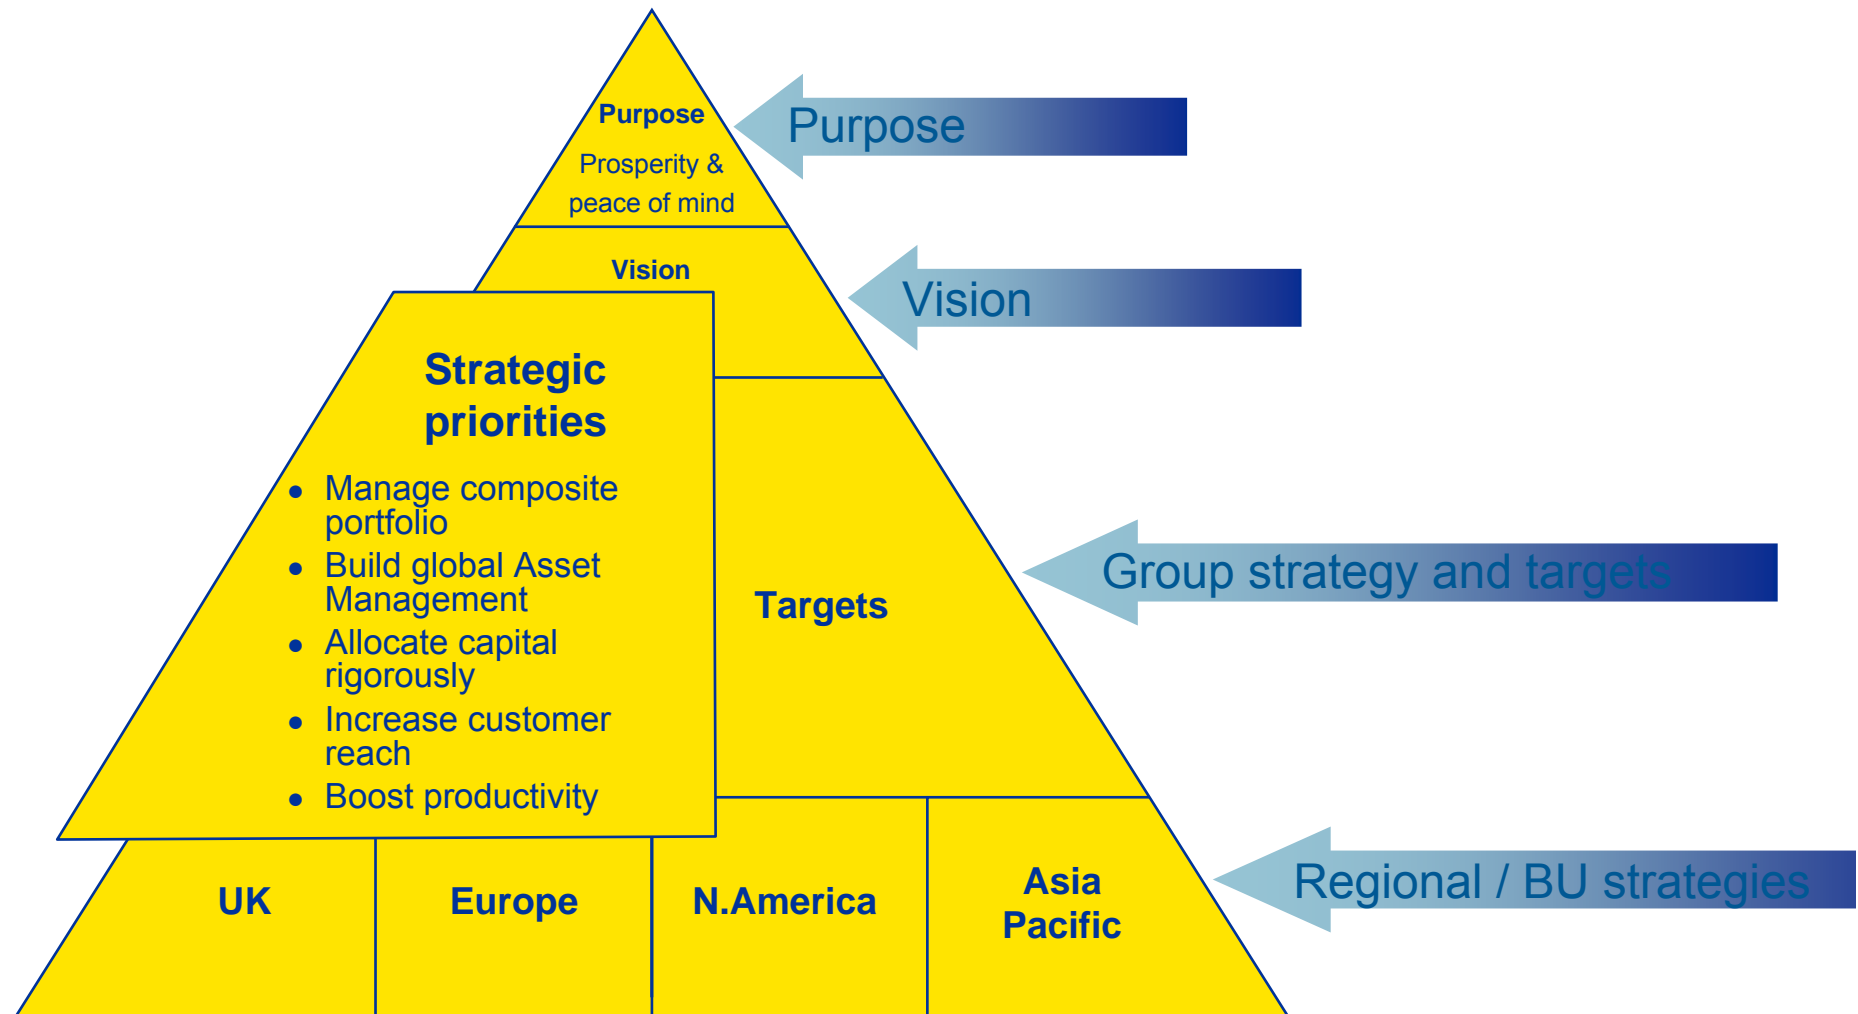 Purpose
Prosperity &
peace of mind
Purpose
Vision
Vision
Strategic
priorities
● Manage composite
portfolio
● Build global Asset
Management
● Allocate capital
rigorously
● Increase customer
reach
● Boost productivity
Targets
Group strategy and targets
UK
Europe
N.America
Asia
Pacific
Regional / BU strategies